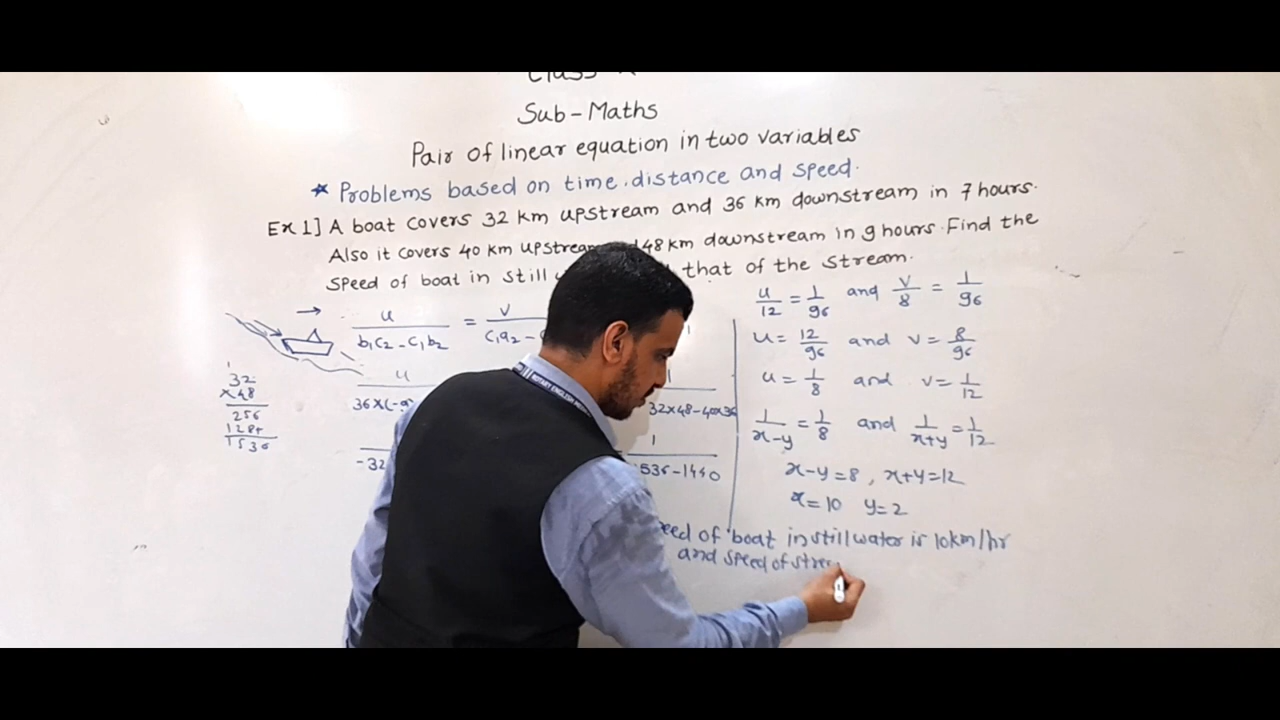 Sub-Maths
Pair of linear equation in two variables
* Problems based on time, distance and speed.
Ex 1] A boat covers 32 km upstream and 36 km downstream in 7 hours.
Also it covers 40 km upstream 48 km downstream in 9 hours. Find the
speed of boat in still that of the stream.
u/(b₁c₂-c₁b₂) = v/(c₁a₂-
32
×48
256
128+
1536
u
36×(-9
-32
1
32×48-40×36
1
536-1440
u/12 = 1/96 and v/8 = 1/96
u = 12/96 and v = 8/96
u = 1/8 and v = 1/12
1/(x-y) = 1/8 and 1/(x+y) = 1/12
x-y=8, x+y=12
x=10 y=2
eed of boat in still water is 10km/hr
and speed of stre
ROTARY ENGLISH